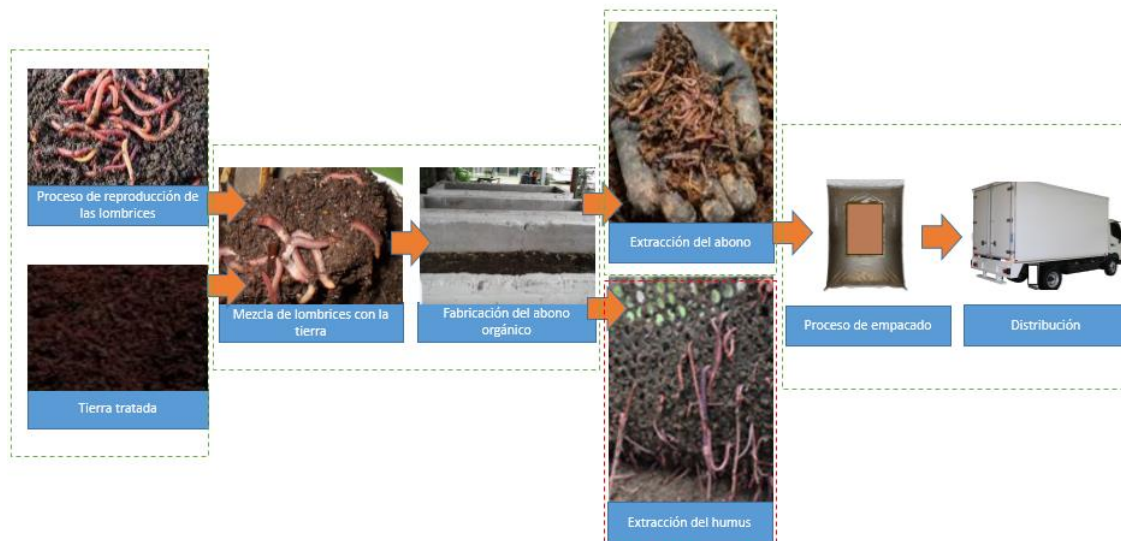 Proceso de reproducción de
las lombrices
Tierra tratada
Mezcla de lombrices con la
tierra
Fabricación del abono
orgánico
Extracción del abono
Extracción del humus
Proceso de empacado
Distribución